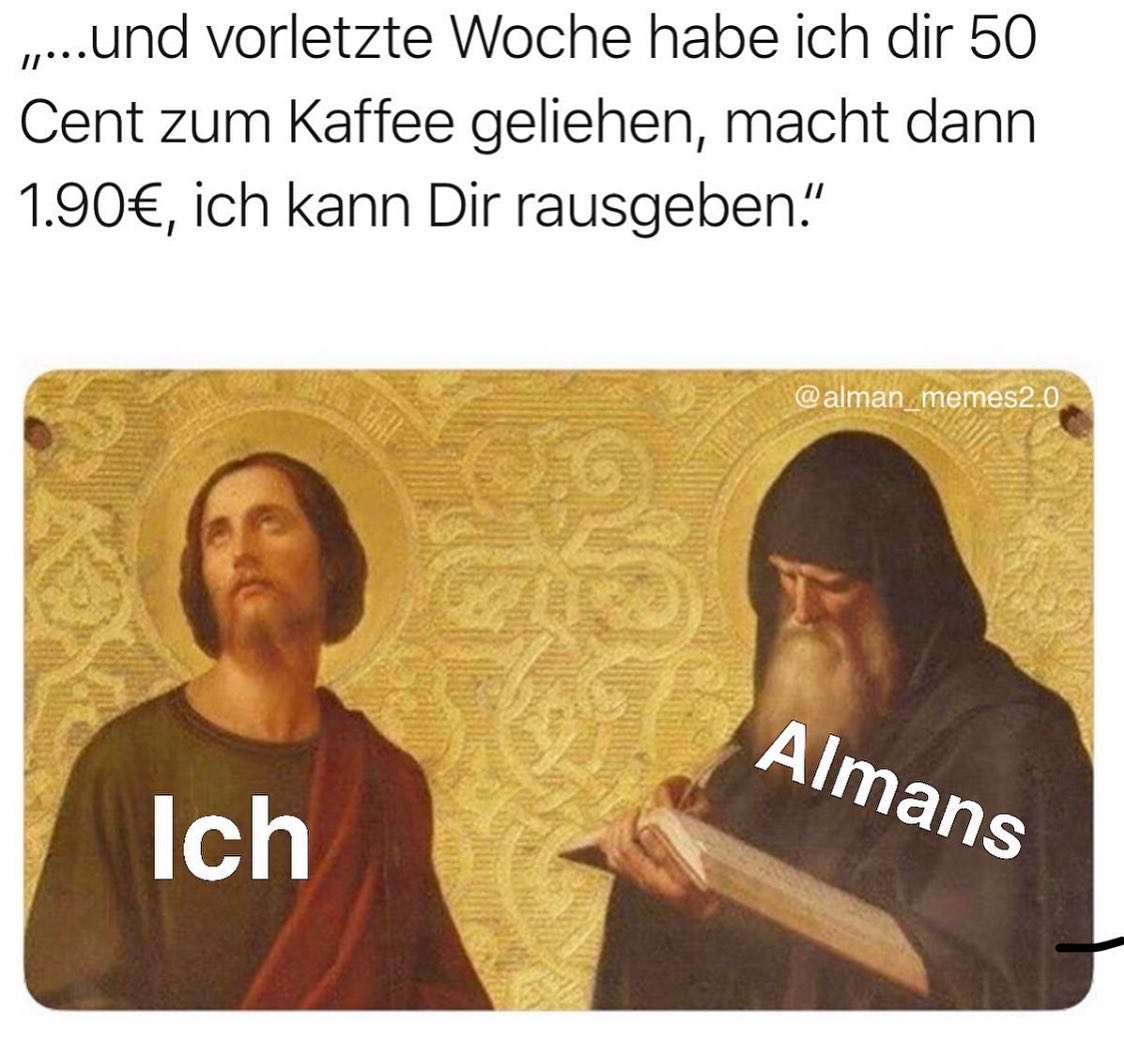 „...und vorletzte Woche habe ich dir 50
Cent zum Kaffee geliehen, macht dann
1.90€, ich kann Dir rausgeben.“
@alman_memes2.0
Ich
Almans